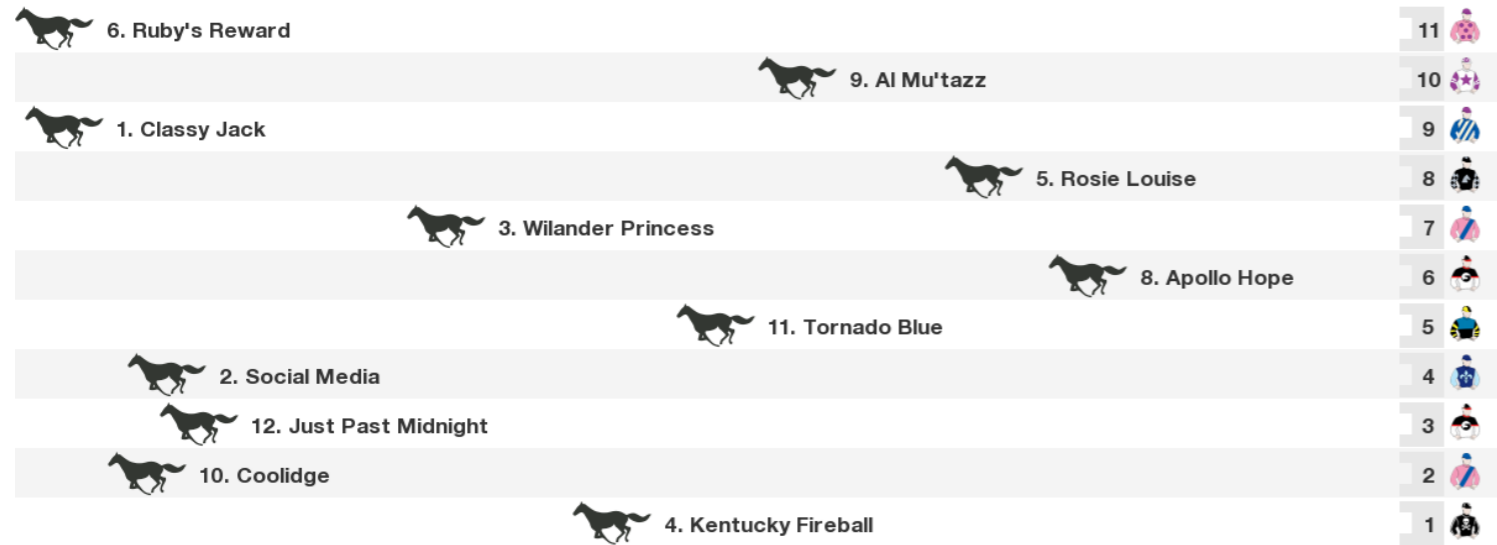 6. Ruby's Reward 11
9. Al Mu'tazz 10
1. Classy Jack 9
5. Rosie Louise 8
3. Wilander Princess 7
8. Apollo Hope 6
11. Tornado Blue 5
2. Social Media 4
12. Just Past Midnight 3
10. Coolidge 2
4. Kentucky Fireball 1